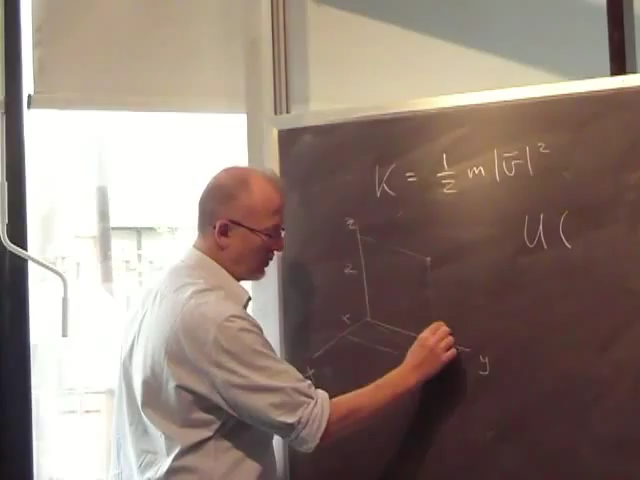 K = 1/2 m|v̄|²
U(
z
z
x
y